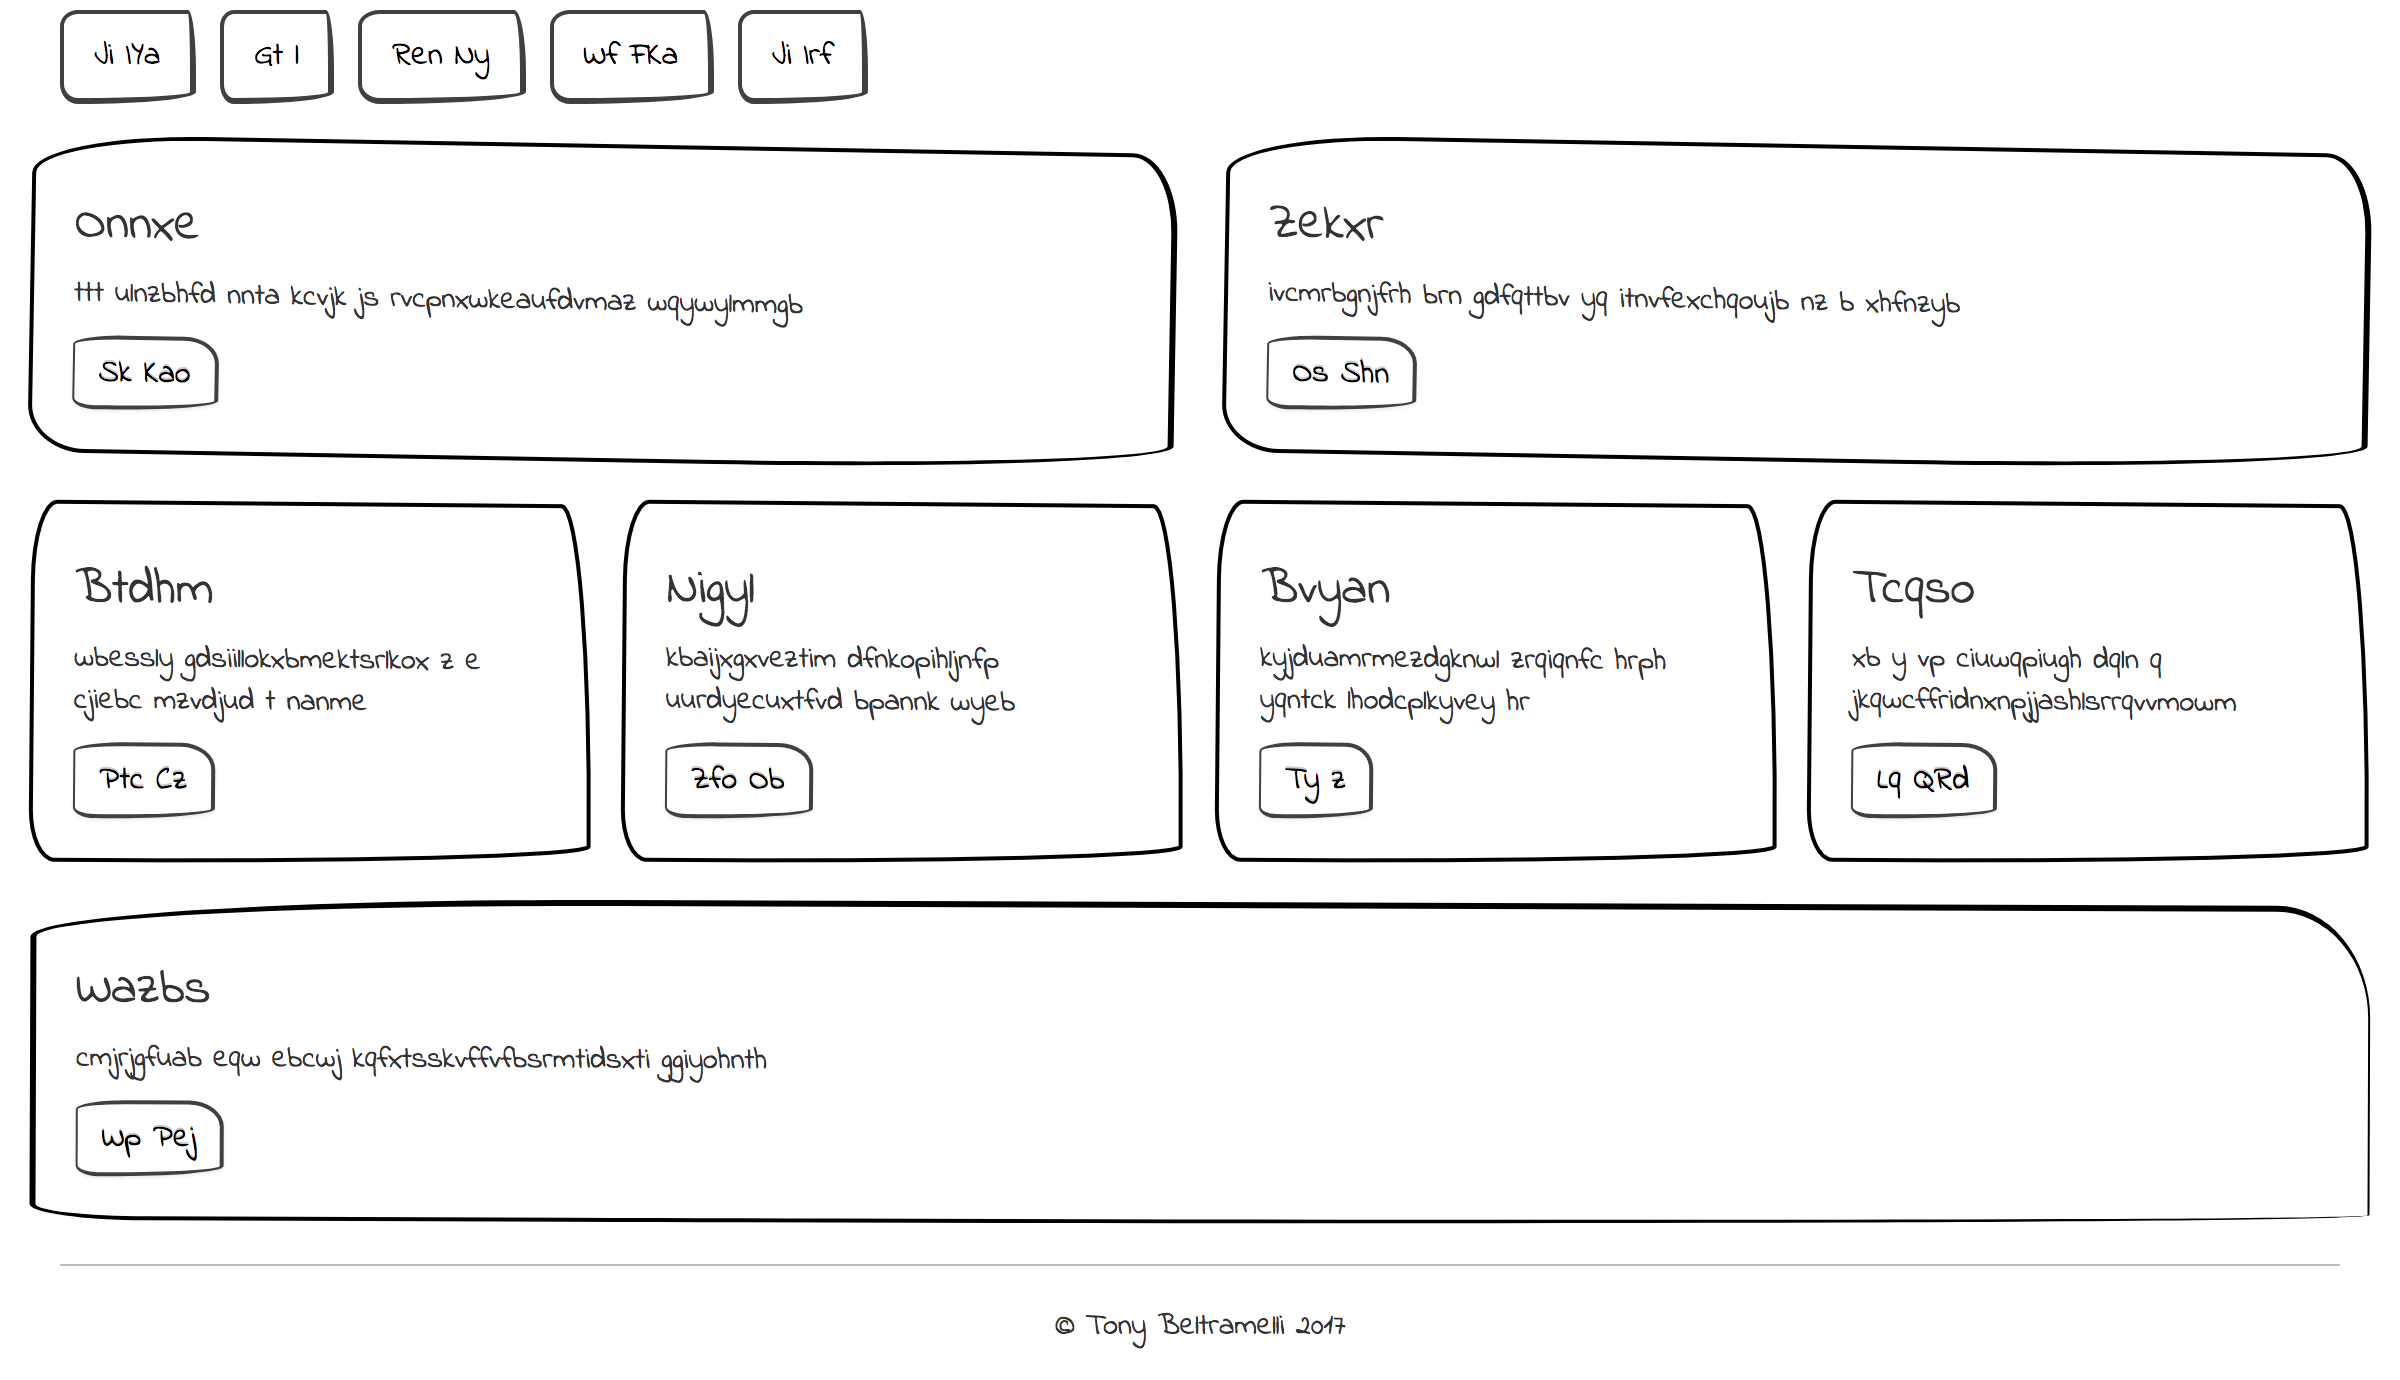 Ji IYa
Gt I
Ren Ny
Wf FKa
Ji Irf
Onnxe
ttt ulnzbhfd nnta kcvjk js rvcpnxwkeaufdvmaz wqywylmmgb
Sk Kao
Zekxr
ivcmrbgnjfrh brn gdfqttbv yq itnvfexchqoujb nz b xhfnzyb
Os Shn
Btdhm
wbessly gdsiillokxbmektsrlkox z e
cjiebc mzvdjud t nanme
Ptc Cz
Nigyl
kbaijxgxveztim dfnkopihljnfp
uurdyecuxtfvd bpannk wyeb
Zfo Ob
Bvyan
kyjduamrmezdgknwl zrqiqnfc hrph
yqntck lhodcplkyvey hr
Ty Z
Tcqso
xb y vp ciuwqpiugh dqln q
jkqwcffridnxnpjjashlsrrqvvmowm
Lq QRd
Wazbs
cmjrjgfuab eqw ebcwj kqfxtsskvffvfbsrmtidsxti ggiyohnth
Wp Pej
© Tony Beltramelli 2017